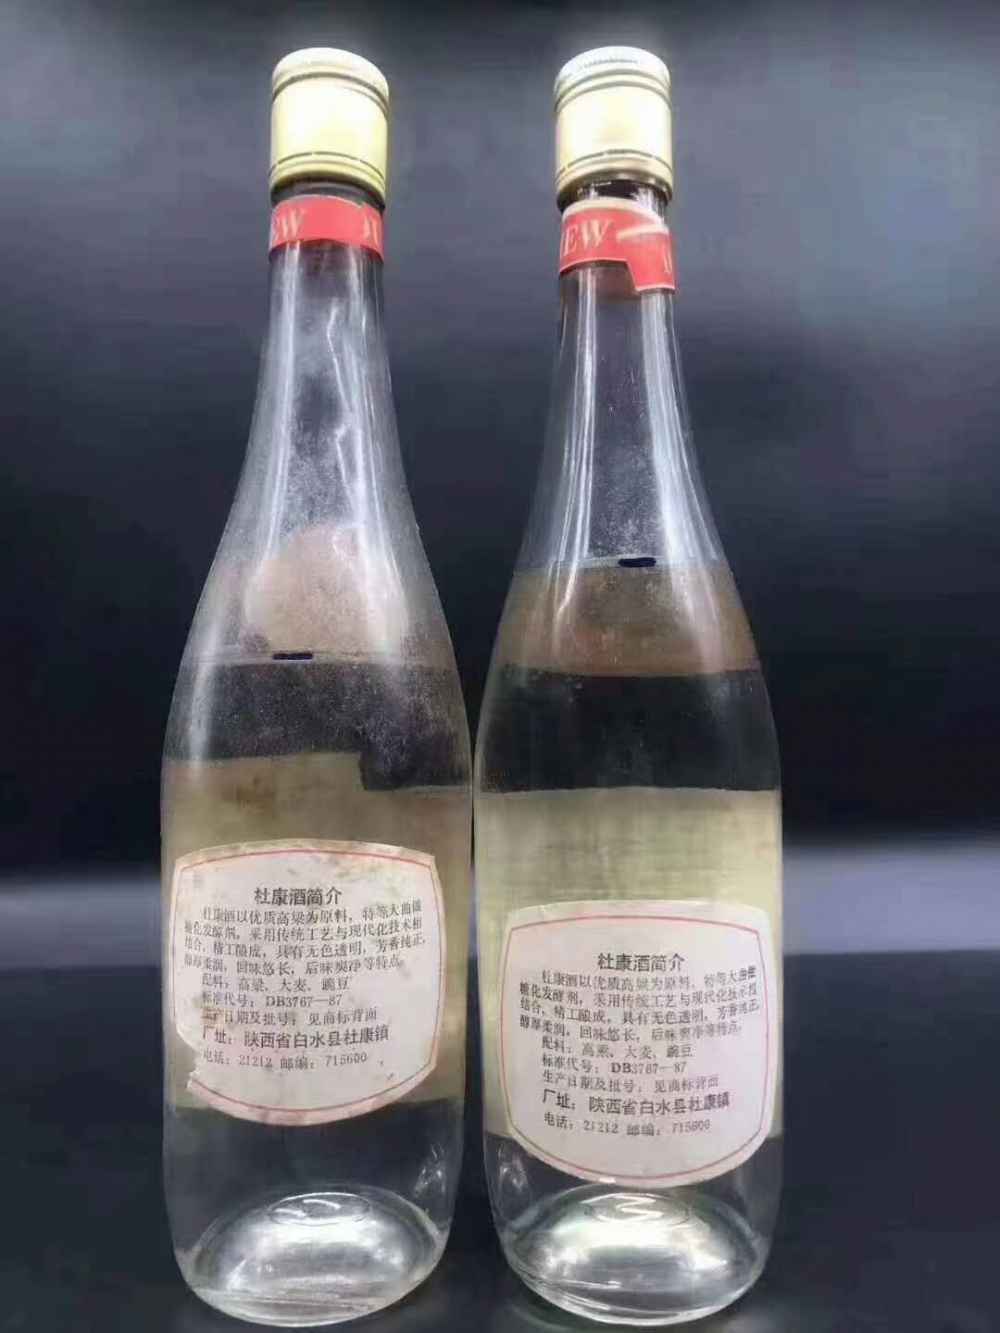 EW
杜康酒简介
杜康酒以优质高粱为原料，特等大曲做
糖化发酵剂，采用传统工艺与现代化技术相
结合，精工酿成，具有无色透明，芳香纯正，
醇厚柔润，回味悠长，后味爽净等特点。
配料：高粱、大麦、豌豆
标准代号：DB3767—87
生产日期及批号：见商标背面
厂址：陕西省白水县杜康镇
电话：21212 邮编：715600
EW
杜康酒简介
杜康酒以优质高粱为原料，特等大曲做
糖化发酵剂，采用传统工艺与现代化技术相
结合，精工酿成，具有无色透明，芳香纯正，
醇厚柔润，回味悠长，后味爽净等特点。
配料：高粱、大麦、豌豆
标准代号：DB3767—87
生产日期及批号：见商标背面
厂址：陕西省白水县杜康镇
电话：21212 邮编：715600